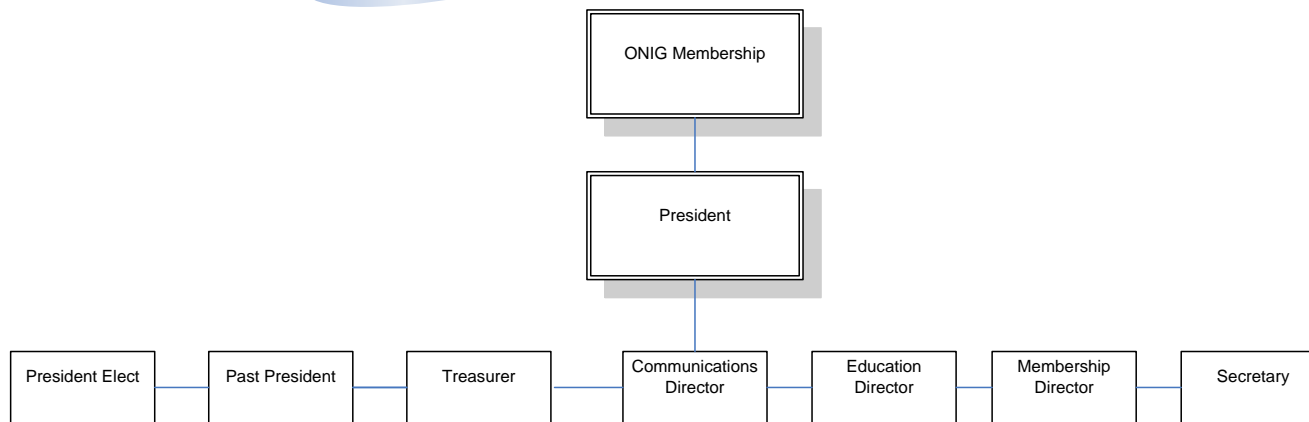 ONIG Membership
President
President Elect
Past President
Treasurer
Communications
Director
Education
Director
Membership
Director
Secretary